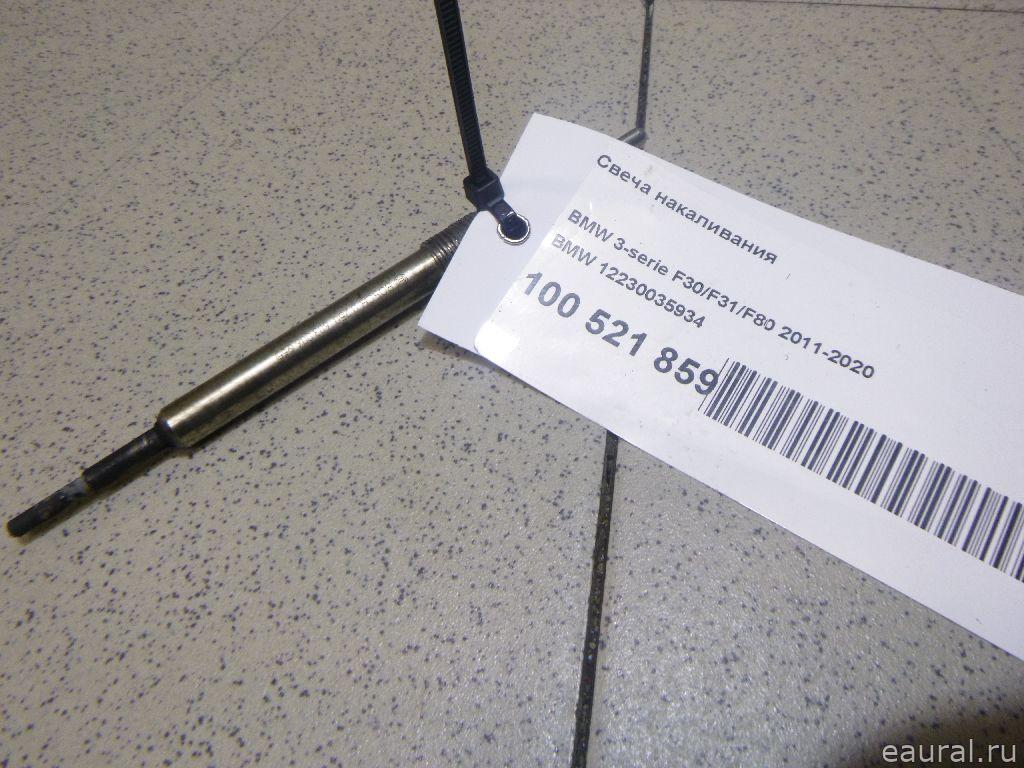 Свеча накаливания
BMW 3-serie F30/F31/F80 2011-2020
BMW 12230035934
100 521 859
eaural.ru